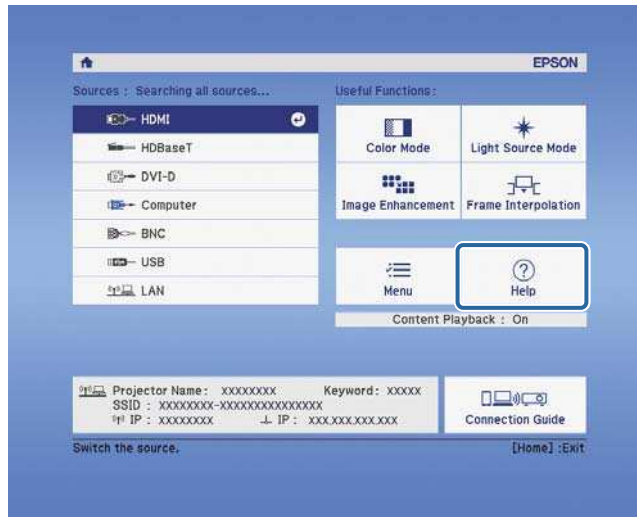 EPSON
Sources : Searching all sources...
HDMI
HDBaseT
DVI-D
Computer
BNC
USB
LAN
Useful Functions :
Color Mode
Light Source Mode
Image Enhancement
Frame Interpolation
Menu
Help
Content Playback : On
Projector Name : XXXXXXXX Keyword : XXXXX
SSID : XXXXXXXX-XXXXXXXXXXXXXXX
IP : XXXXXXXX IP : XXX.XXX.XXX.XXX
Connection Guide
Switch the source.
[Home] :Exit